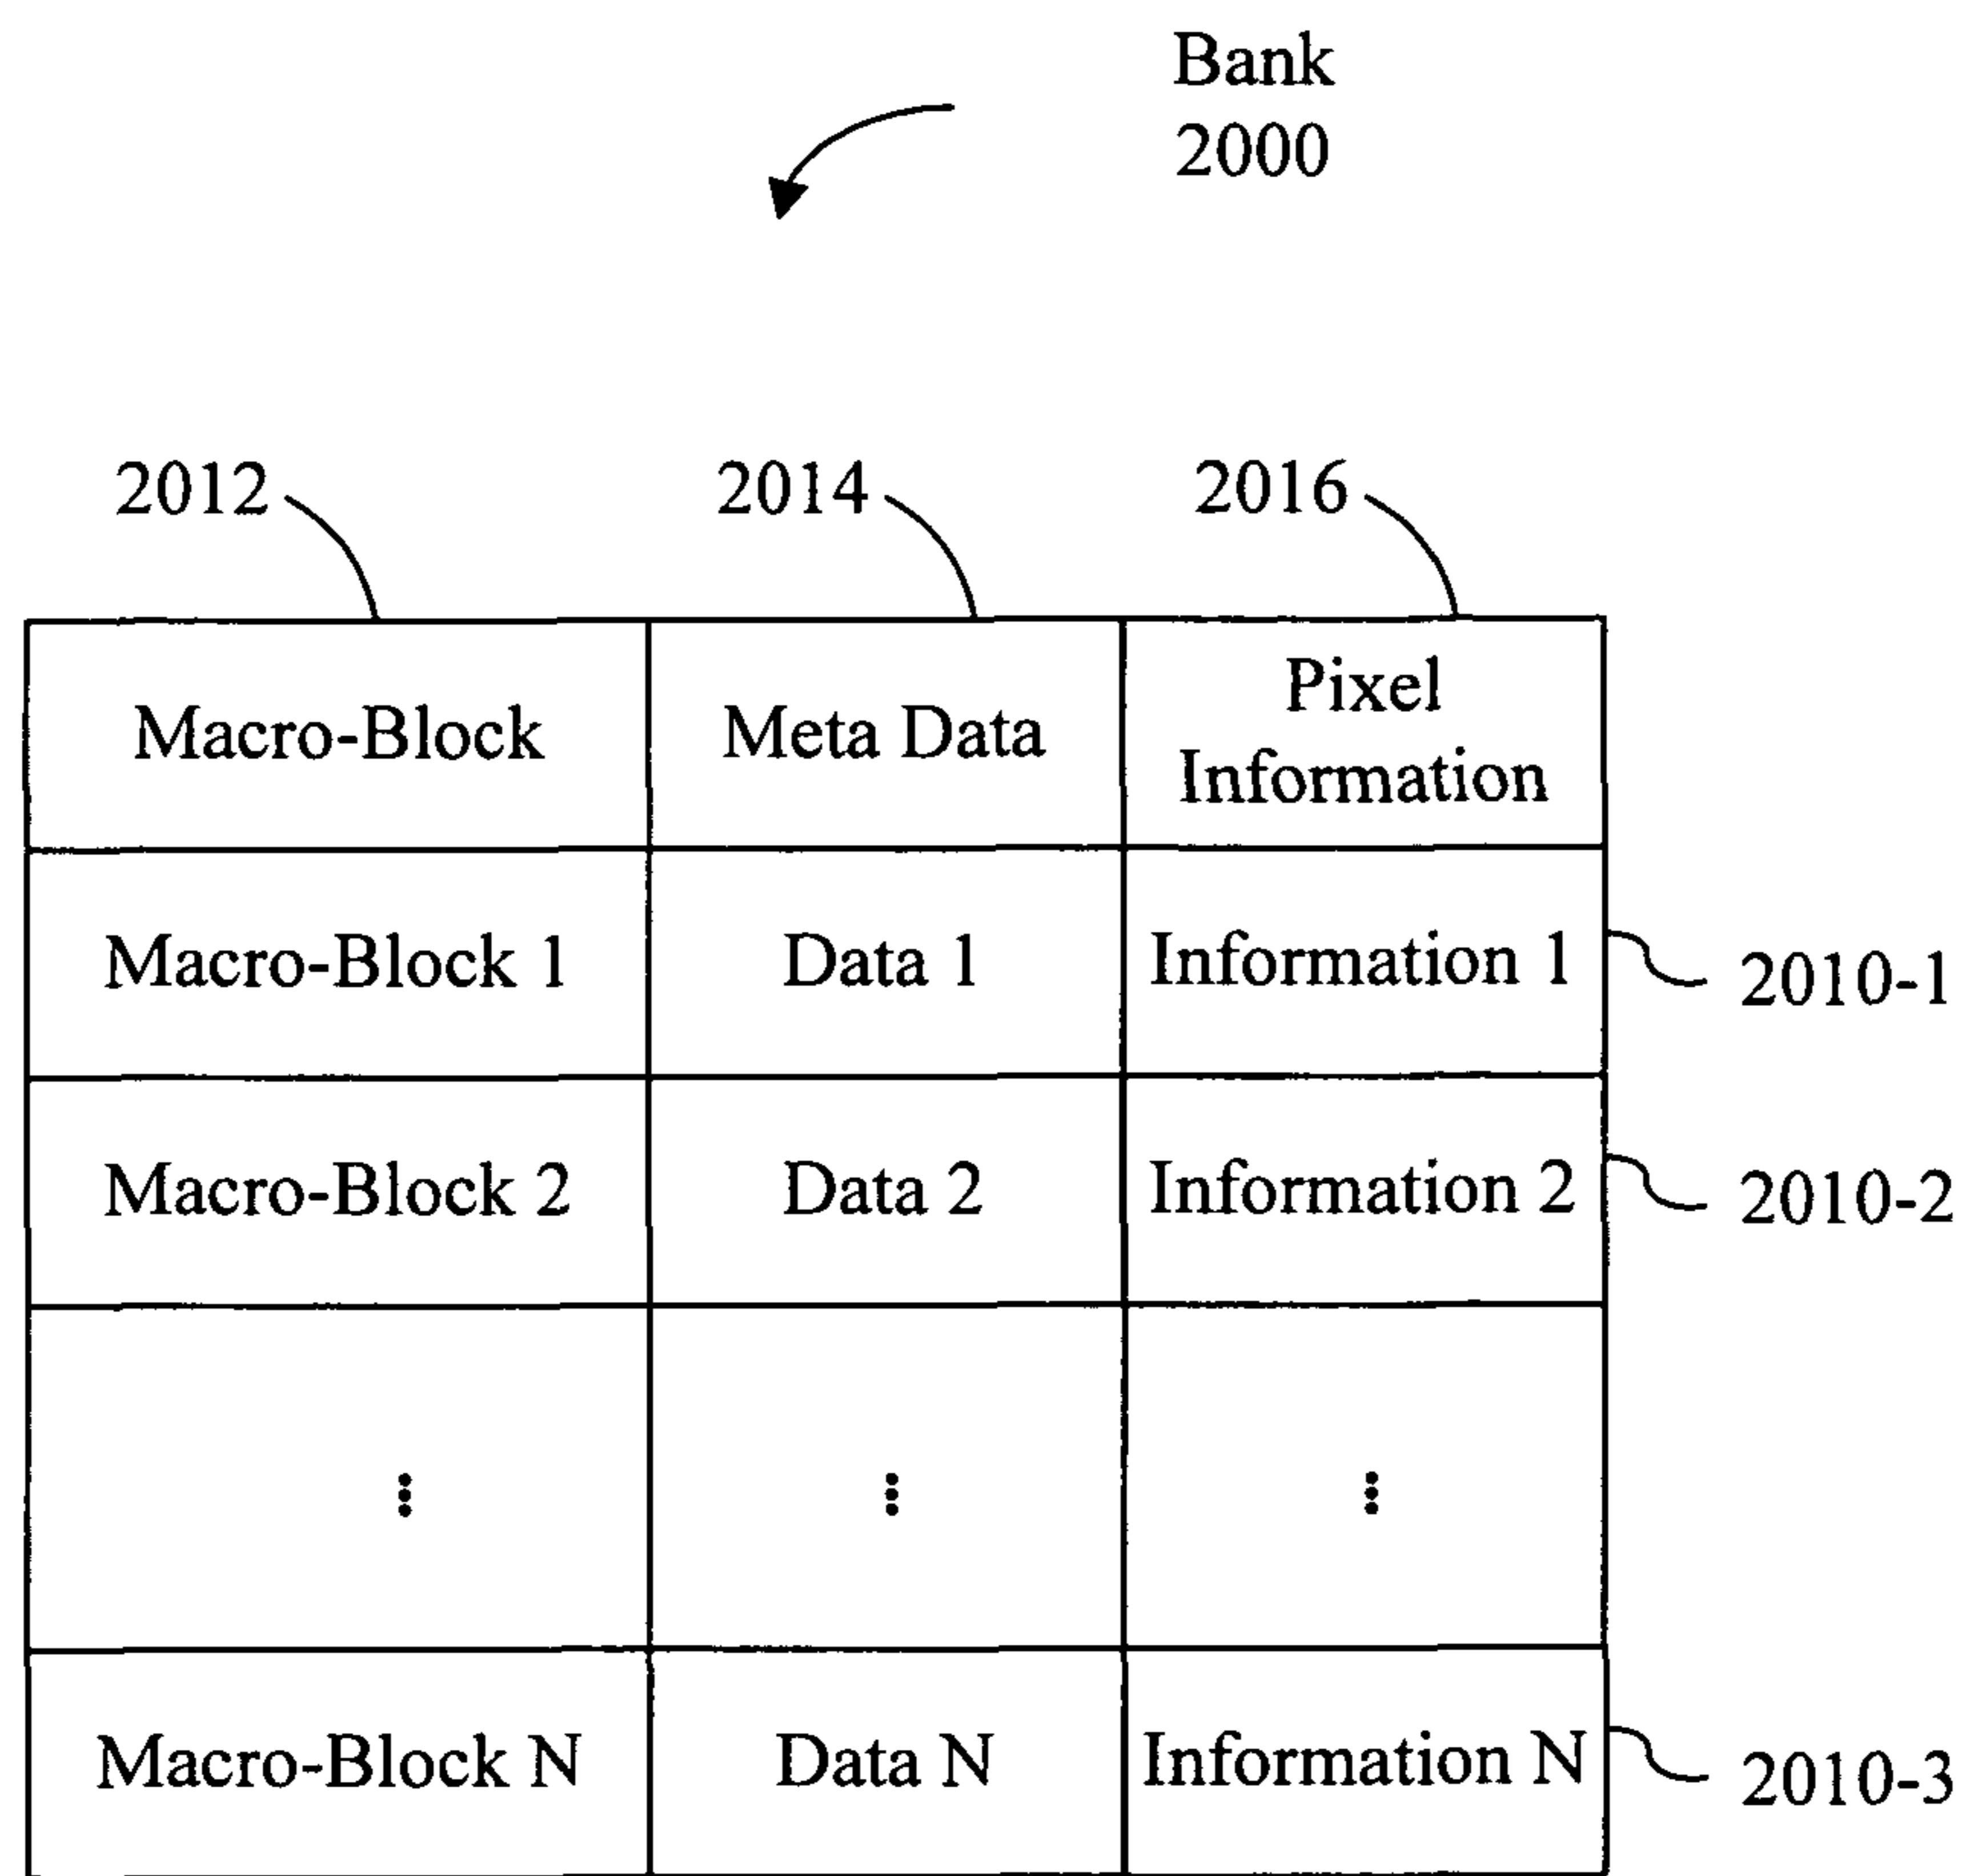 Bank
2000
2012 2014 2016
Macro-Block Meta Data Pixel Information
Macro-Block 1 Data 1 Information 1 2010-1
Macro-Block 2 Data 2 Information 2 2010-2
Macro-Block N Data N Information N 2010-3